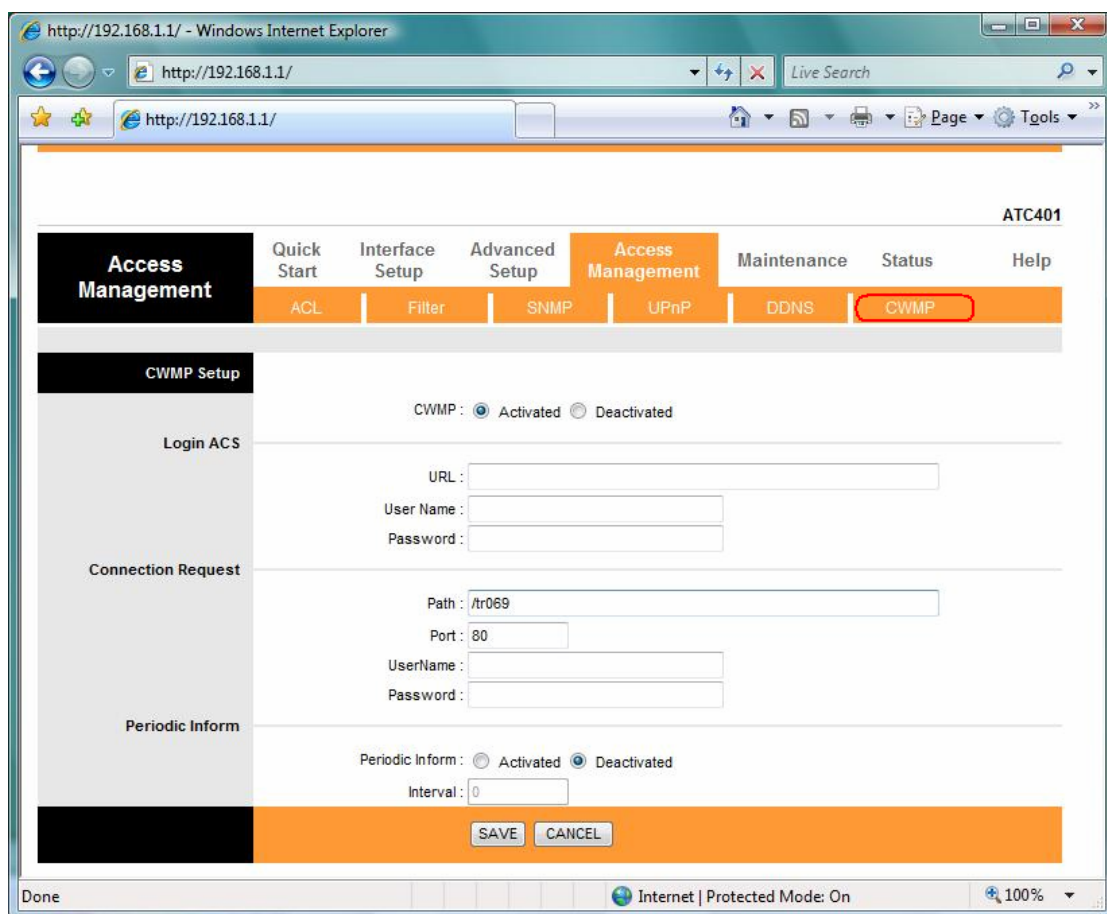 http://192.168.1.1/ - Windows Internet Explorer
http://192.168.1.1/
Live Search
http://192.168.1.1/
Page
Tools
ATC401
Access Management
Quick Start
Interface Setup
Advanced Setup
Access Management
Maintenance
Status
Help
ACL
Filter
SNMP
UPnP
DDNS
CWMP
CWMP Setup
CWMP : Activated Deactivated
Login ACS
URL :
User Name :
Password :
Connection Request
Path : /tr069
Port : 80
UserName :
Password :
Periodic Inform
Periodic Inform : Activated Deactivated
Interval : 0
SAVE CANCEL
Done
Internet | Protected Mode: On
100%